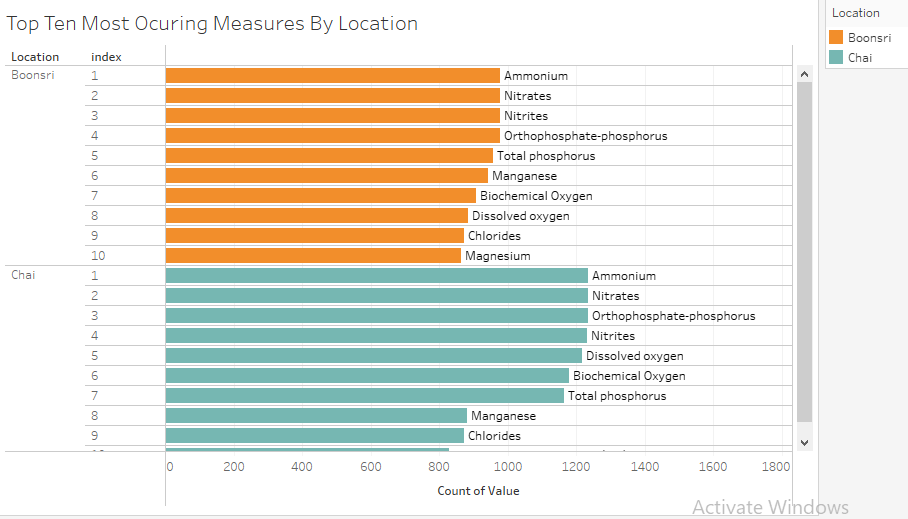 Top Ten Most Ocuring Measures By Location
Location
Boonsri
Chai
Location index
Boonsri 1 Ammonium
2 Nitrates
3 Nitrites
4 Orthophosphate-phosphorus
5 Total phosphorus
6 Manganese
7 Biochemical Oxygen
8 Dissolved oxygen
9 Chlorides
10 Magnesium
Chai 1 Ammonium
2 Nitrates
3 Orthophosphate-phosphorus
4 Nitrites
5 Dissolved oxygen
6 Biochemical Oxygen
7 Total phosphorus
8 Manganese
9 Chlorides
0 200 400 600 800 1000 1200 1400 1600 1800
Count of Value
Activate Windows